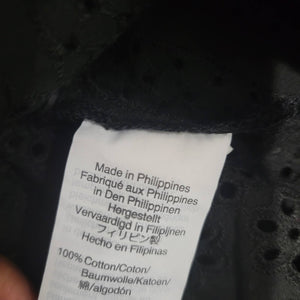 Made in Philippines
Fabriqué aux Philippines
in Den Philippinen
Hergestellt
Vervaardigd in Filipijnen
フィリピン製
Hecho en Filipinas
100% Cotton/Coton/
Baumwolle/Katoen/
綿/algodón